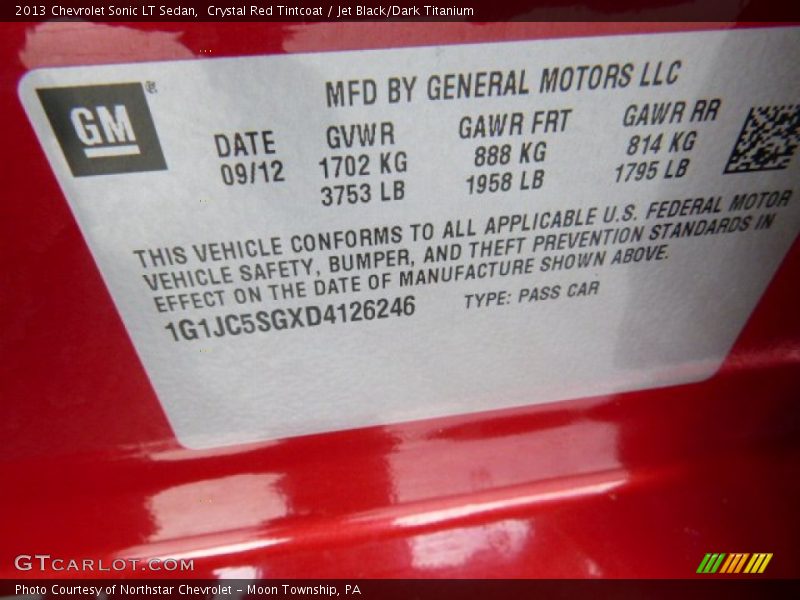 2013 Chevrolet Sonic LT Sedan,  Crystal Red Tintcoat / Jet Black/Dark Titanium
GM
®
MFD BY GENERAL MOTORS LLC
DATE GVWR GAWR FRT GAWR RR
09/12 1702 KG 888 KG 814 KG
3753 LB 1958 LB 1795 LB
THIS VEHICLE CONFORMS TO ALL APPLICABLE U.S. FEDERAL MOTOR
VEHICLE SAFETY, BUMPER, AND THEFT PREVENTION STANDARDS IN
EFFECT ON THE DATE OF MANUFACTURE SHOWN ABOVE.
1G1JC5SGXD4126246 TYPE: PASS CAR
GTCARLOT.COM
Photo Courtesy of Northstar Chevrolet - Moon Township, PA